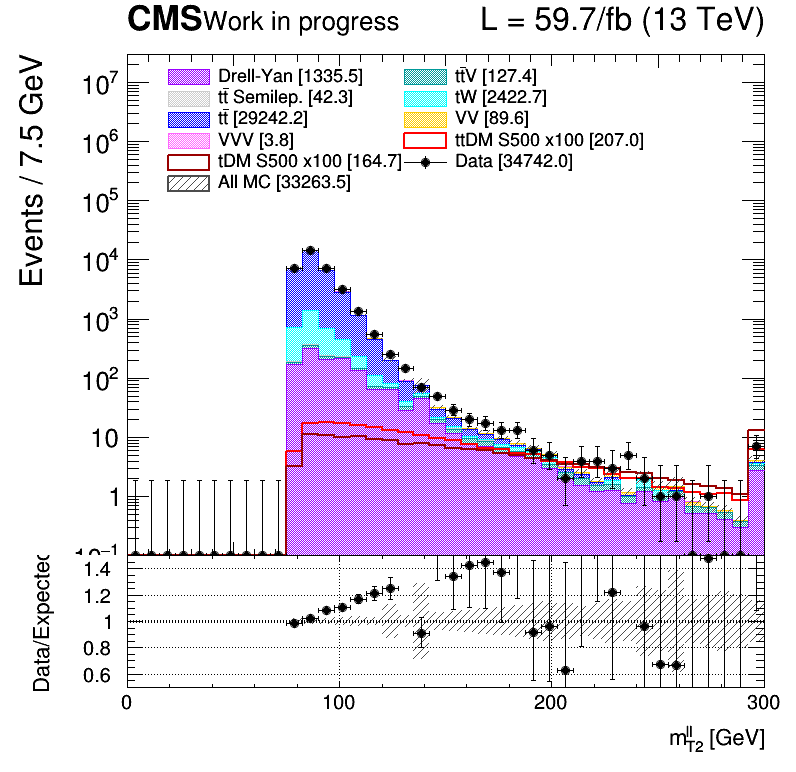 CMS Work in progress L = 59.7/fb (13 TeV)
Events / 7.5 GeV
Drell-Yan [1335.5] tt̄V [127.4]
tt̄ Semilep. [42.3] tW [2422.7]
tt̄ [29242.2] VV [89.6]
VVV [3.8] ttDM S500 x100 [207.0]
tDM S500 x100 [164.7] Data [34742.0]
All MC [33263.5]
10⁷
10⁶
10⁵
10⁴
10³
10²
10
1
10⁻¹
Data/Expected
1.4
1.2
1
0.8
0.6
0 100 200 300
m_{T2}^{ll} [GeV]